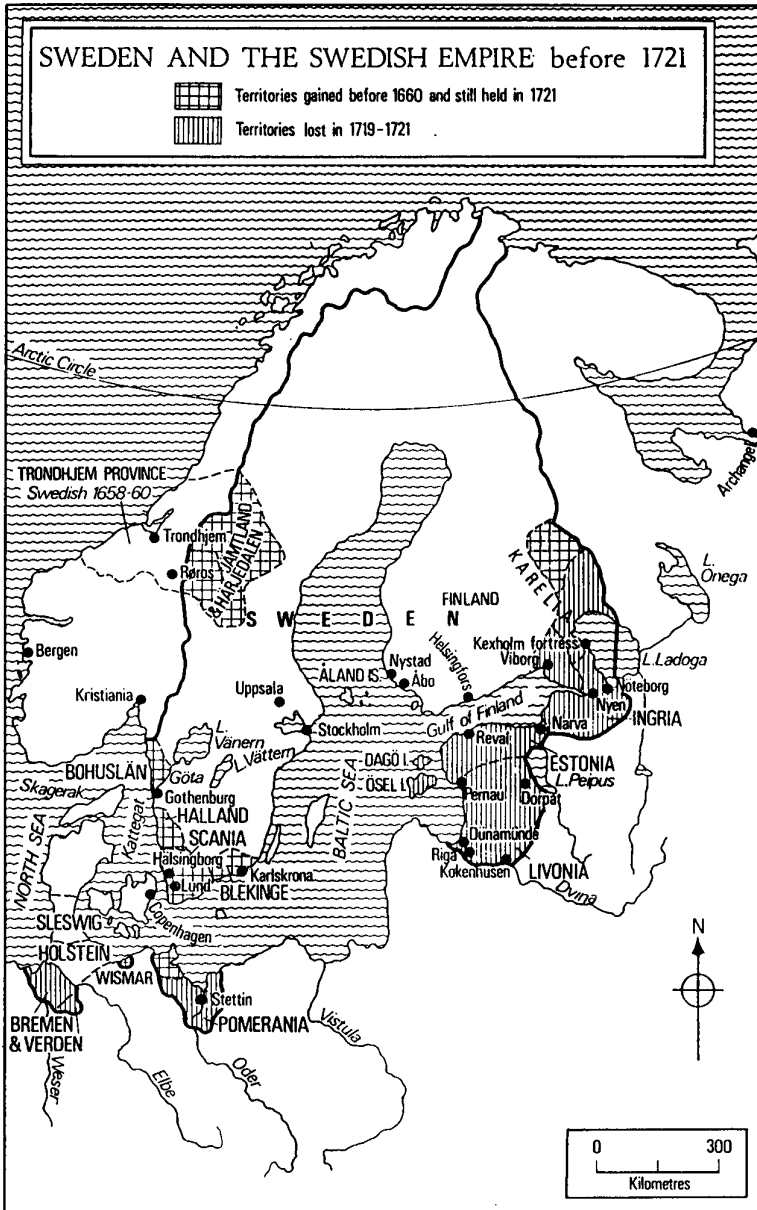 SWEDEN AND THE SWEDISH EMPIRE before 1721
Territories gained before 1660 and still held in 1721
Territories lost in 1719-1721
Arctic Circle
Archangel
TRONDHJEM PROVINCE
Swedish 1658-60
Trondhjem
JÄMTLAND
& HÄRJEDALEN
Røros
KARELIA
L.
Onega
SWEDEN
FINLAND
Bergen
Kexholm fortress
Viborg
L.Ladoga
Nystad
Åbo
Helsingfors
ÅLAND IS.
Noteborg
Nyen
INGRIA
Kristiania
Uppsala
Stockholm
Gulf of Finland
Narva
Reval
L.
Vänern
L.Vättern
BOHUSLÄN
Göta
DAGÖ I.
ESTONIA
L.Peipus
ÖSEL I.
Skagerak
Gothenburg
Pernau
Dorpat
BALTIC SEA
HALLAND
SCANIA
Kattegat
NORTH SEA
Dunamünde
Riga
Kokenhusen
LIVONIA
Dvina
Hälsingborg
Lund
Karlskrona
BLEKINGE
Copenhagen
SLESWIG
HOLSTEIN
WISMAR
N
Stettin
POMERANIA
BREMEN
& VERDEN
Weser
Elbe
Oder
Vistula
0 300
Kilometres